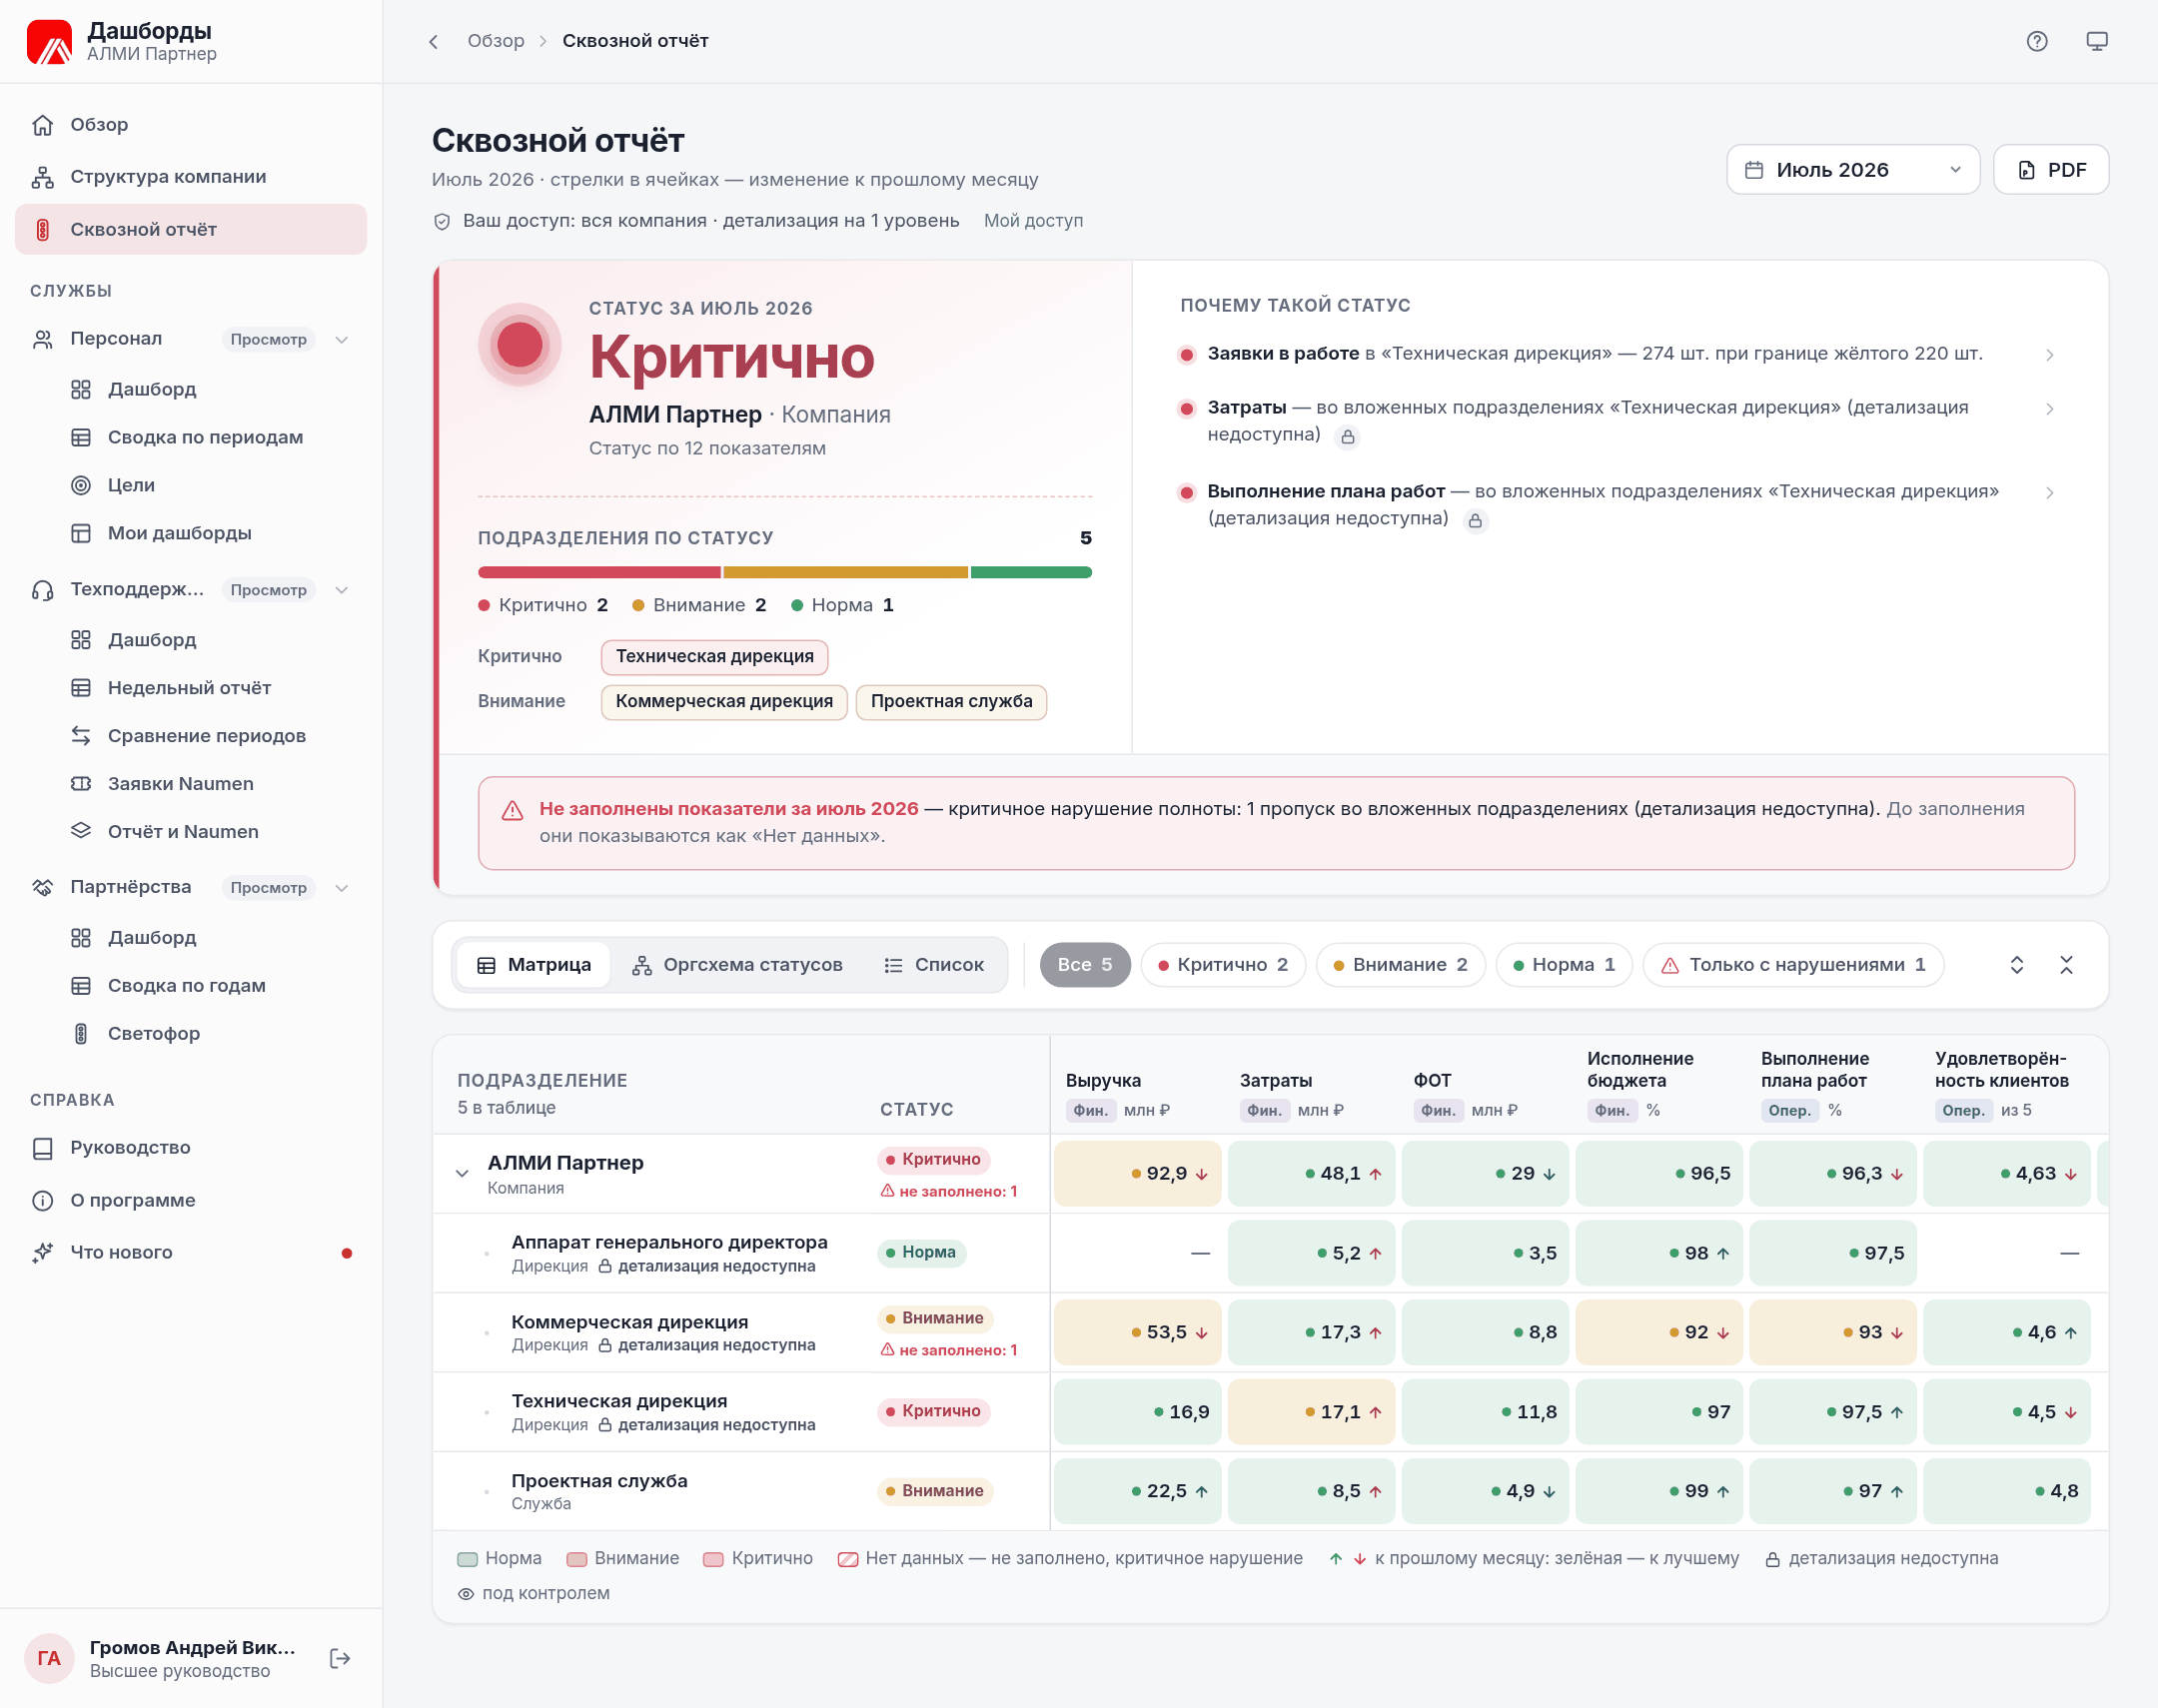 Дашборды
АЛМИ Партнер
Обзор
Структура компании
Сквозной отчёт
СЛУЖБЫ
Персонал Просмотр
Дашборд
Сводка по периодам
Цели
Мои дашборды
Техподдерж... Просмотр
Дашборд
Недельный отчёт
Сравнение периодов
Заявки Naumen
Отчёт и Naumen
Партнёрства Просмотр
Дашборд
Сводка по годам
Светофор
СПРАВКА
Руководство
О программе
Что нового
ГА
Громов Андрей Вик...
Высшее руководство
Обзор Сквозной отчёт
Сквозной отчёт
Июль 2026 · стрелки в ячейках — изменение к прошлому месяцу
Ваш доступ: вся компания · детализация на 1 уровень Мой доступ
Июль 2026
PDF
СТАТУС ЗА ИЮЛЬ 2026
Критично
АЛМИ Партнер · Компания
Статус по 12 показателям
ПОДРАЗДЕЛЕНИЯ ПО СТАТУСУ 5
Критично 2 Внимание 2 Норма 1
Критично Техническая дирекция
Внимание Коммерческая дирекция Проектная служба
ПОЧЕМУ ТАКОЙ СТАТУС
Заявки в работе в «Техническая дирекция» — 274 шт. при границе жёлтого 220 шт.
Затраты — во вложенных подразделениях «Техническая дирекция» (детализация
недоступна)
Выполнение плана работ — во вложенных подразделениях «Техническая дирекция»
(детализация недоступна)
Не заполнены показатели за июль 2026 — критичное нарушение полноты: 1 пропуск во вложенных подразделениях (детализация недоступна). До заполнения
они показываются как «Нет данных».
Матрица Оргсхема статусов Список Все 5 Критично 2 Внимание 2 Норма 1 Только с нарушениями 1
ПОДРАЗДЕЛЕНИЕ
5 в таблице
СТАТУС
Выручка
Фин. млн ₽
Затраты
Фин. млн ₽
ФОТ
Фин. млн ₽
Исполнение
бюджета
Фин. %
Выполнение
плана работ
Опер. %
Удовлетворён-
ность клиентов
Опер. из 5
АЛМИ Партнер
Компания
Критично
не заполнено: 1
92,9 ↓ 48,1 ↑ 29 ↓ 96,5 96,3 ↓ 4,63 ↓
Аппарат генерального директора
Дирекция детализация недоступна
Норма
— 5,2 ↑ 3,5 98 ↑ 97,5 —
Коммерческая дирекция
Дирекция детализация недоступна
Внимание
не заполнено: 1
53,5 ↓ 17,3 ↑ 8,8 92 ↓ 93 ↓ 4,6 ↑
Техническая дирекция
Дирекция детализация недоступна
Критично
16,9 17,1 ↑ 11,8 97 97,5 ↑ 4,5 ↓
Проектная служба
Служба
Внимание
22,5 ↑ 8,5 ↑ 4,9 ↓ 99 ↑ 97 ↑ 4,8
Норма Внимание Критично Нет данных — не заполнено, критичное нарушение ↑ ↓ к прошлому месяцу: зелёная — к лучшему детализация недоступна
под контролем